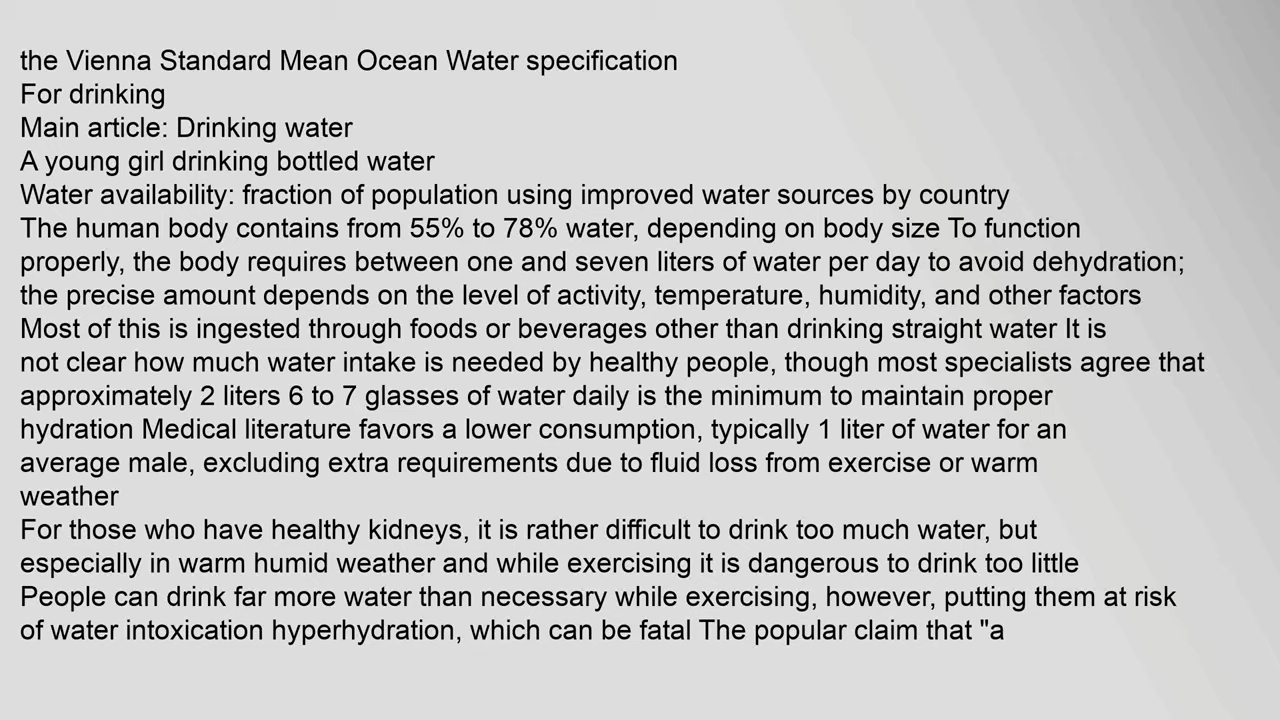 the Vienna Standard Mean Ocean Water specification
For drinking
Main article: Drinking water
A young girl drinking bottled water
Water availability: fraction of population using improved water sources by country
The human body contains from 55% to 78% water, depending on body size To function
properly, the body requires between one and seven liters of water per day to avoid dehydration;
the precise amount depends on the level of activity, temperature, humidity, and other factors
Most of this is ingested through foods or beverages other than drinking straight water It is
not clear how much water intake is needed by healthy people, though most specialists agree that
approximately 2 liters 6 to 7 glasses of water daily is the minimum to maintain proper
hydration Medical literature favors a lower consumption, typically 1 liter of water for an
average male, excluding extra requirements due to fluid loss from exercise or warm
weather
For those who have healthy kidneys, it is rather difficult to drink too much water, but
especially in warm humid weather and while exercising it is dangerous to drink too little
People can drink far more water than necessary while exercising, however, putting them at risk
of water intoxication hyperhydration, which can be fatal The popular claim that "a